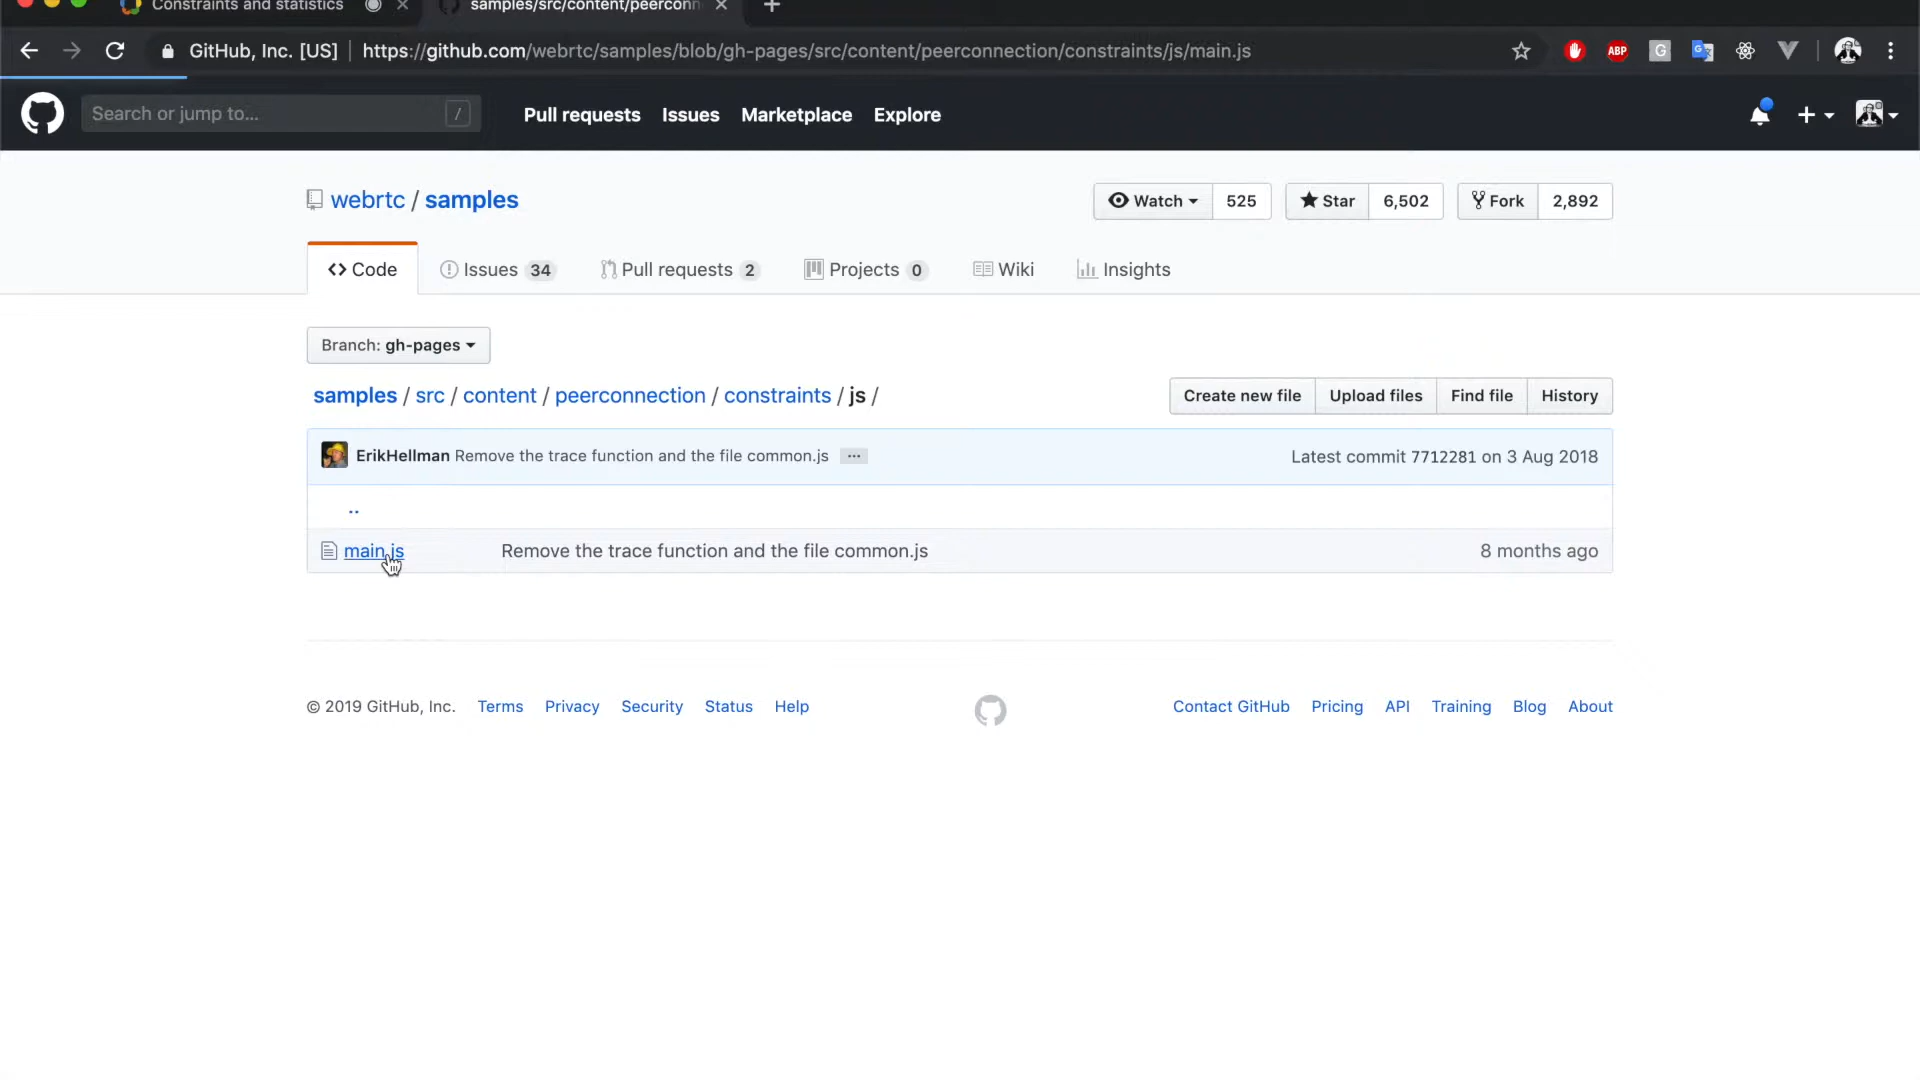 Constraints and statistics
samples/src/content/peerconn
GitHub, Inc. [US] | https://github.com/webrtc/samples/blob/gh-pages/src/content/peerconnection/constraints/js/main.js
ABP
G
Search or jump to...
/
Pull requests Issues Marketplace Explore
webrtc / samples
Watch 525
Star 6,502
Fork 2,892
Code
Issues 34
Pull requests 2
Projects 0
Wiki
Insights
Branch: gh-pages
samples / src / content / peerconnection / constraints / js /
Create new file Upload files Find file History
ErikHellman Remove the trace function and the file common.js ...
Latest commit 7712281 on 3 Aug 2018
..
main.js Remove the trace function and the file common.js 8 months ago
© 2019 GitHub, Inc. Terms Privacy Security Status Help
Contact GitHub Pricing API Training Blog About